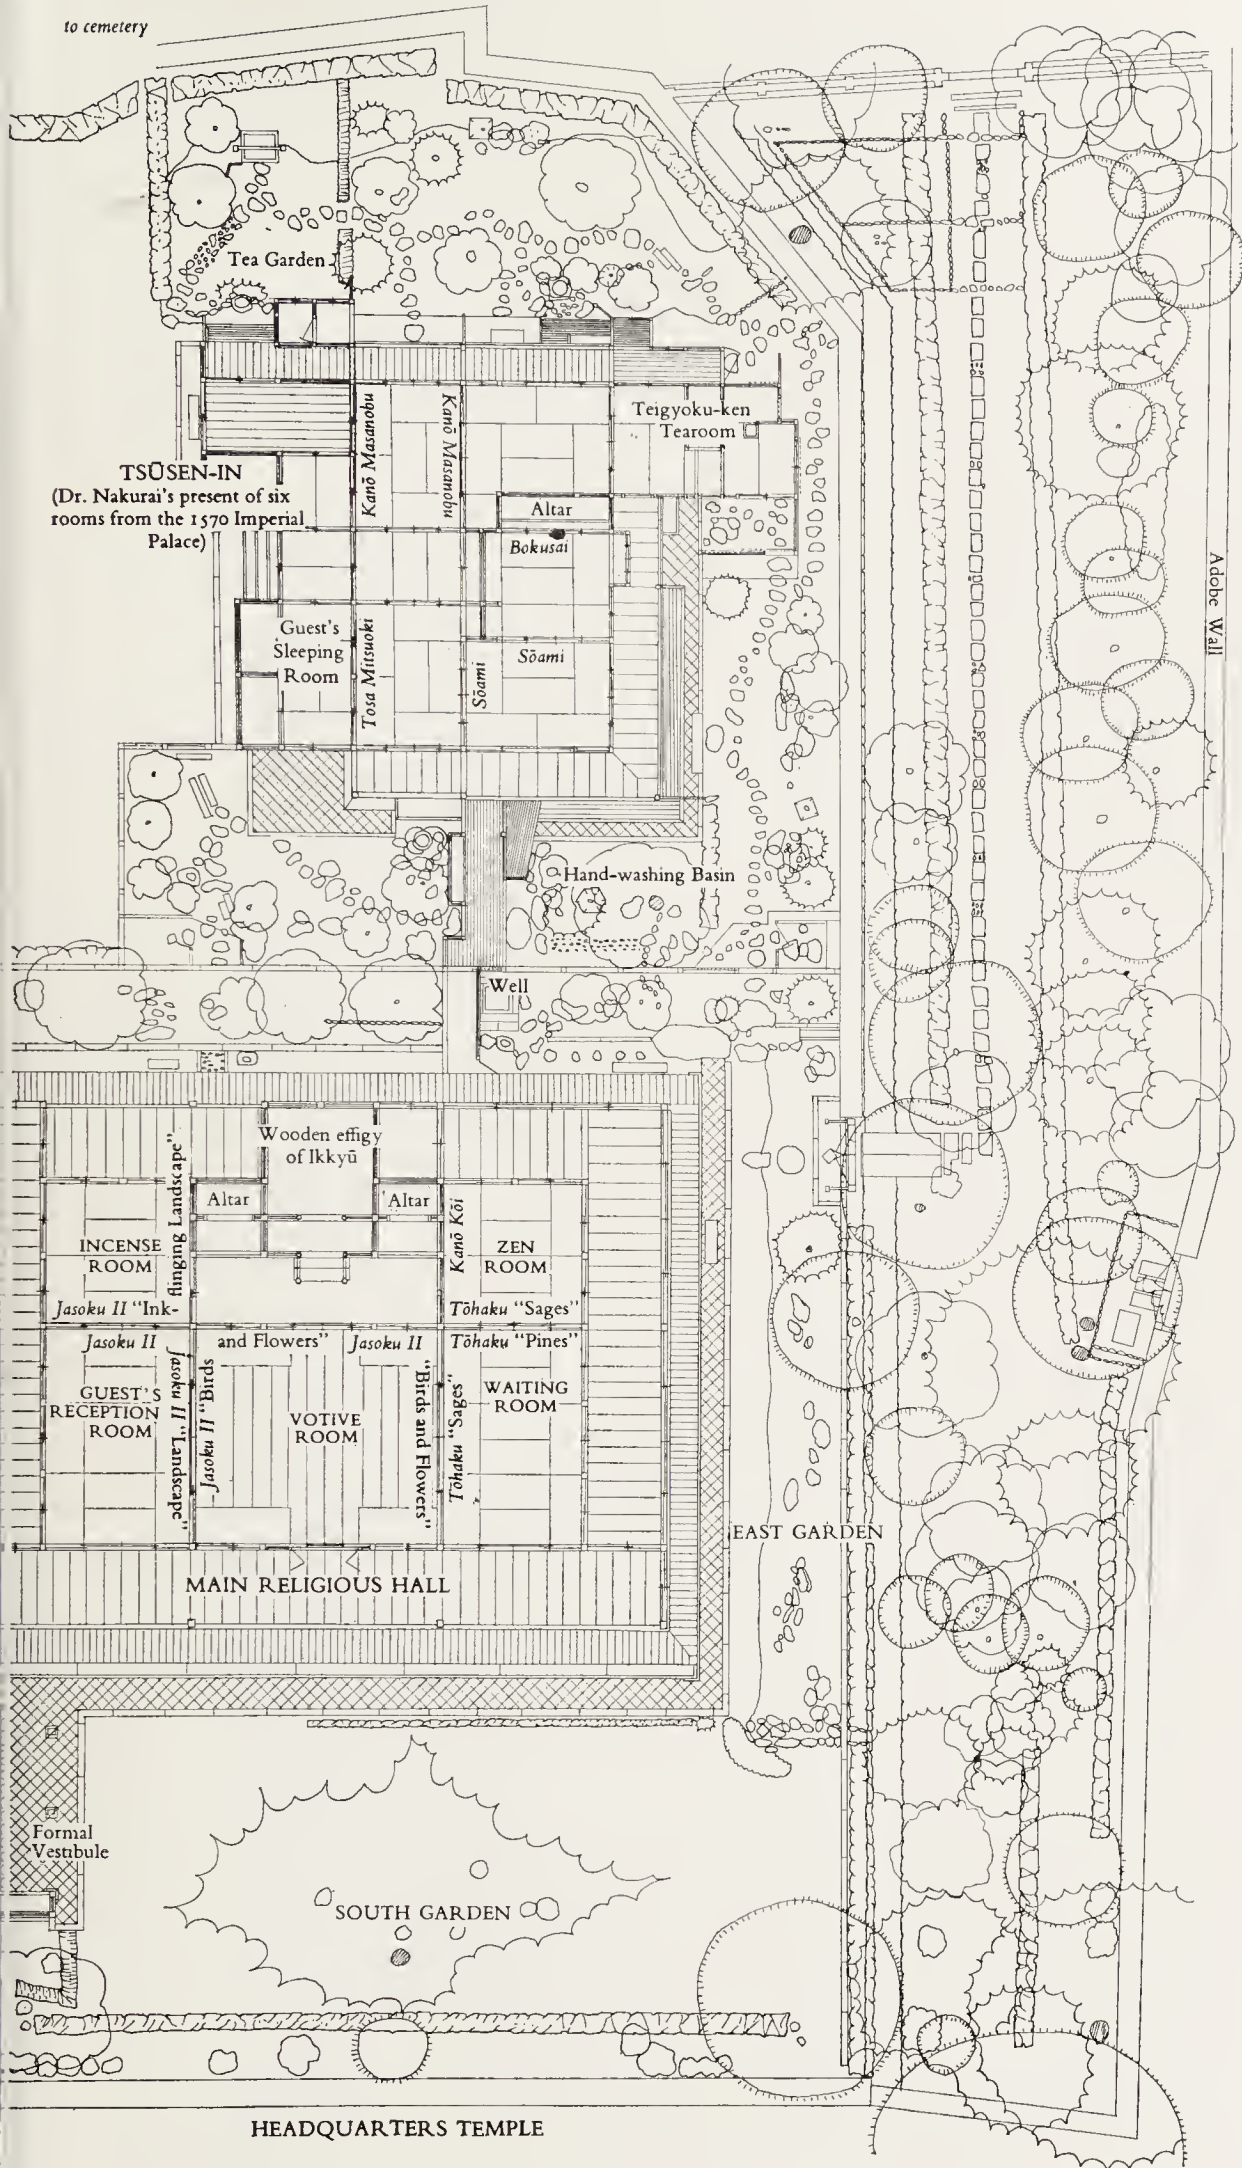 to cemetery
Tea Garden
Kanō Masanobu
Kanō Masanobu
Teigyoku-ken
Tearoom
TSŪSEN-IN
(Dr. Nakurai's present of six
rooms from the 1570 Imperial
Palace)
Altar
Bokusai
Guest's
Sleeping
Room
Tosa Mitsuoki
Sōami
Sōami
Adobe Wall
Hand-washing Basin
Well
Wooden effigy
of Ikkyū
Altar
Altar
INCENSE
ROOM
Jasoku II "Ink-
flinging Landscape"
Kanō Kōi
ZEN
ROOM
Tōhaku "Sages"
Jasoku II
GUEST'S
RECEPTION
ROOM
Jasoku II "Landscape"
Jasoku II "Birds
and Flowers"
Jasoku II
"Birds and Flowers"
VOTIVE
ROOM
Tōhaku "Pines"
Tōhaku "Sages"
WAITING
ROOM
EAST GARDEN
MAIN RELIGIOUS HALL
Formal
Vestibule
SOUTH GARDEN
HEADQUARTERS TEMPLE